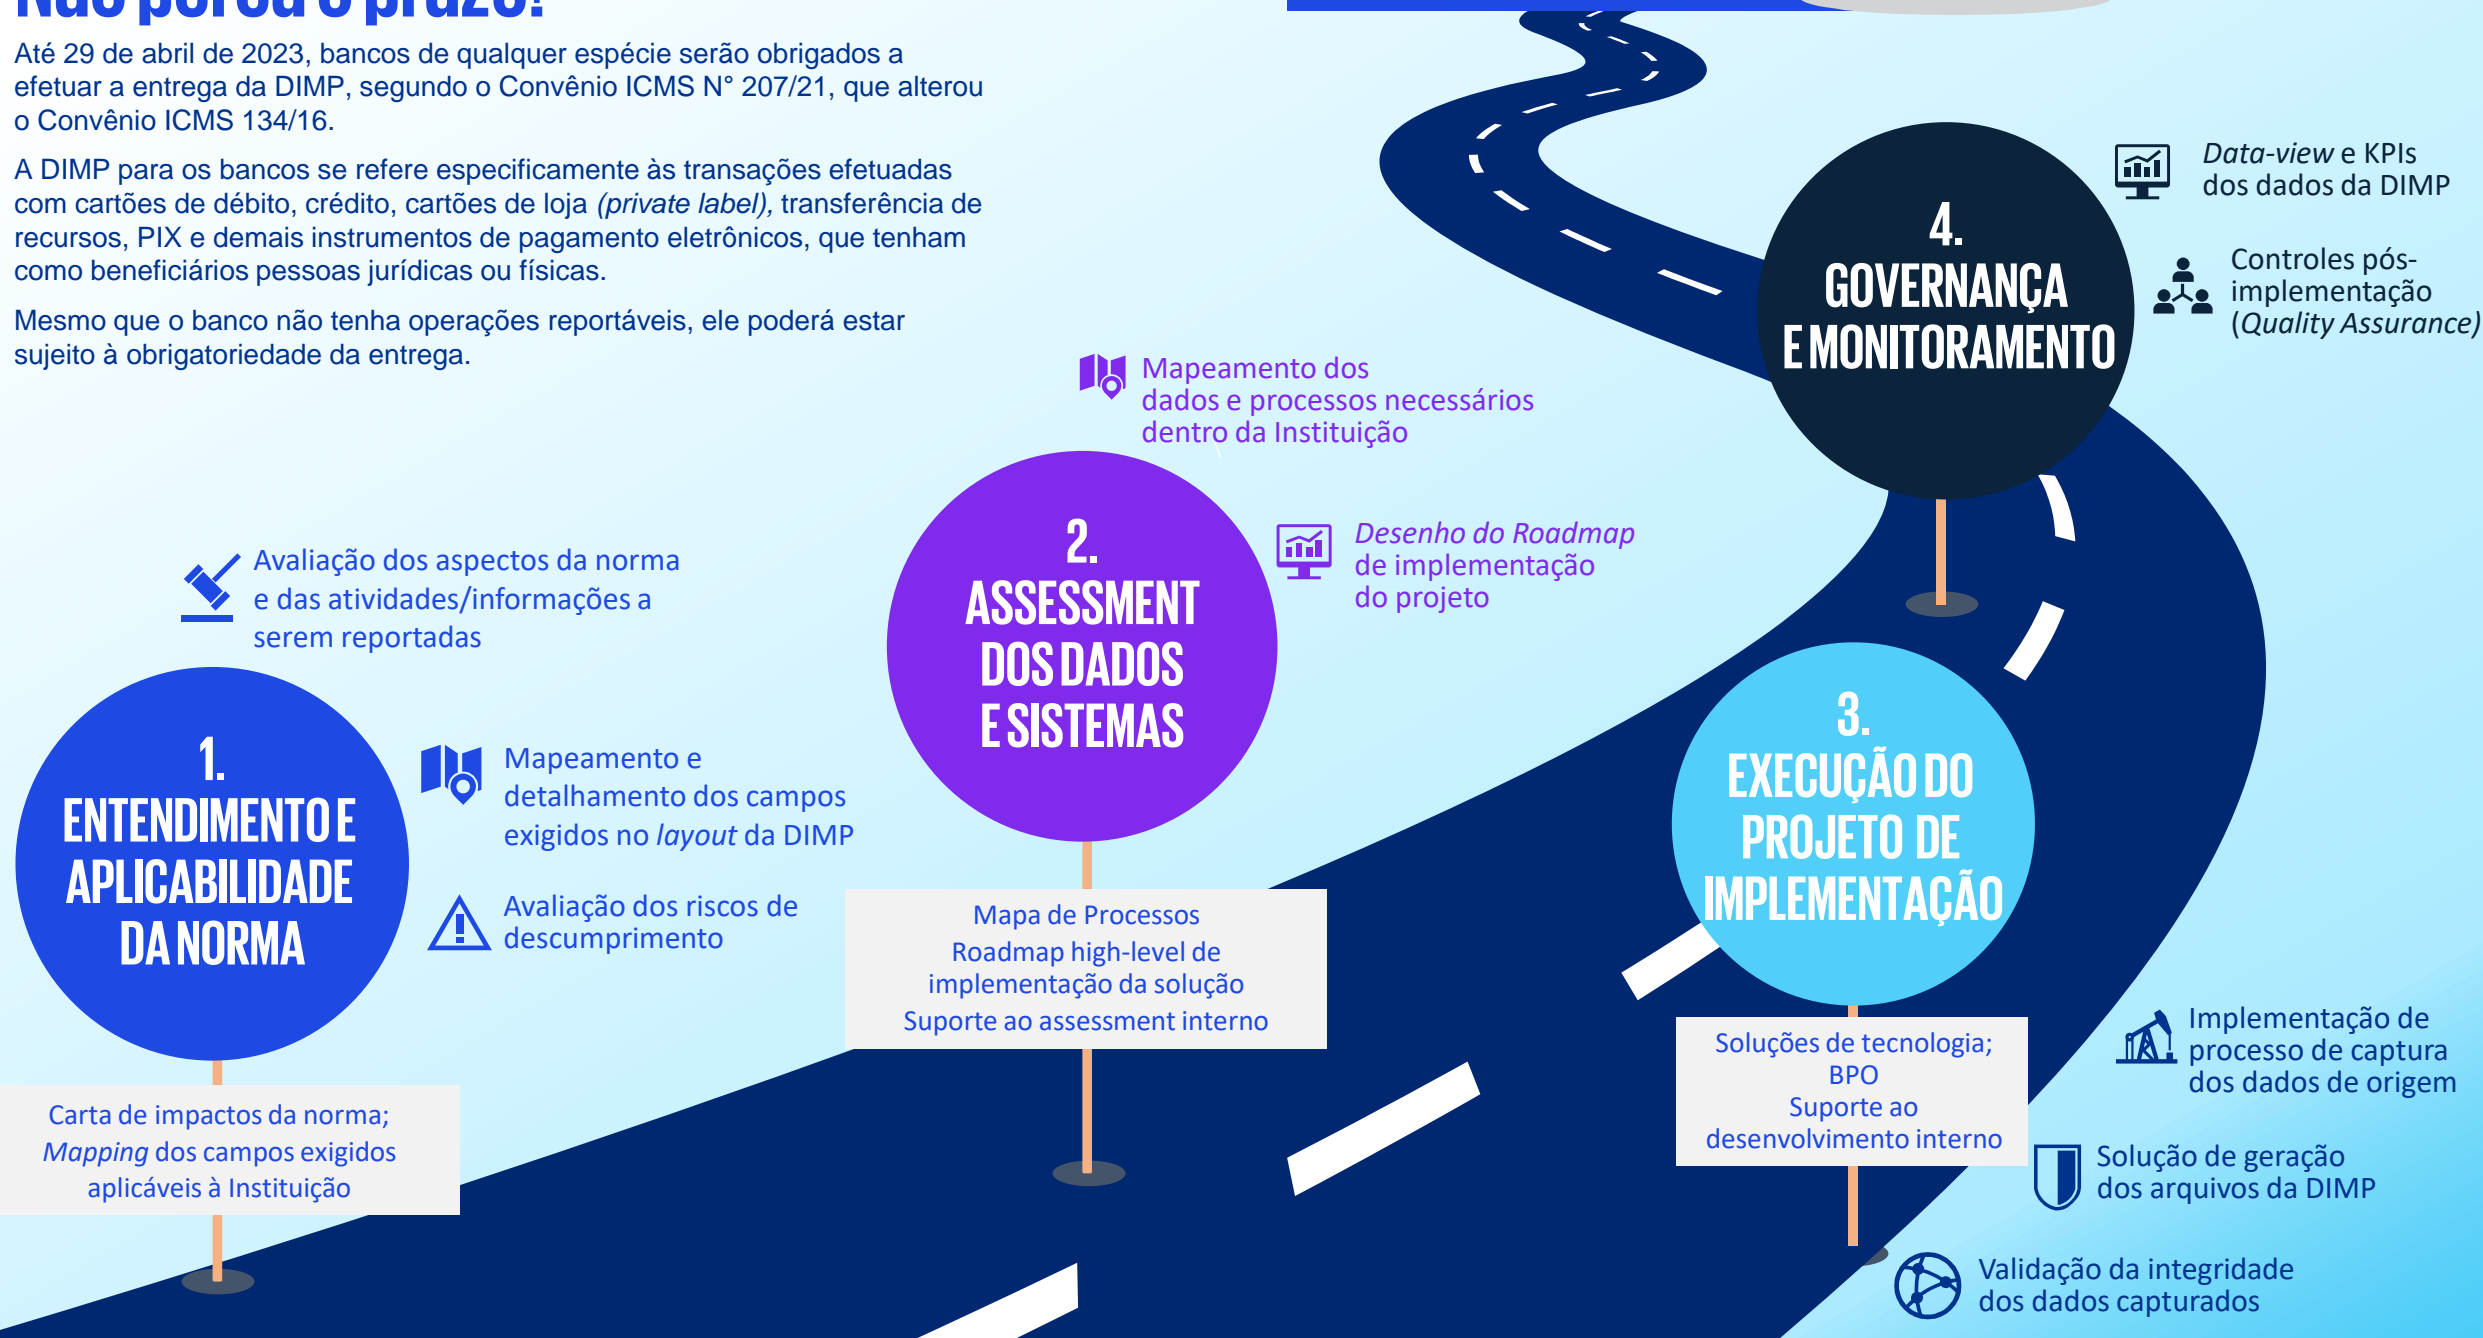 Não perca o prazo!
Até 29 de abril de 2023, bancos de qualquer espécie serão obrigados a
efetuar a entrega da DIMP, segundo o Convênio ICMS N° 207/21, que alterou
o Convênio ICMS 134/16.
A DIMP para os bancos se refere especificamente às transações efetuadas
com cartões de débito, crédito, cartões de loja (private label), transferência de
recursos, PIX e demais instrumentos de pagamento eletrônicos, que tenham
como beneficiários pessoas jurídicas ou físicas.
Mesmo que o banco não tenha operações reportáveis, ele poderá estar
sujeito à obrigatoriedade da entrega.
Avaliação dos aspectos da norma
e das atividades/informações a
serem reportadas
1.
ENTENDIMENTO E
APLICABILIDADE
DA NORMA
Mapeamento e
detalhamento dos campos
exigidos no layout da DIMP
Avaliação dos riscos de
descumprimento
Carta de impactos da norma;
Mapping dos campos exigidos
aplicáveis à Instituição
Mapeamento dos
dados e processos necessários
dentro da Instituição
2.
ASSESSMENT
DOS DADOS
E SISTEMAS
Desenho do Roadmap
de implementação
do projeto
Mapa de Processos
Roadmap high-level de
implementação da solução
Suporte ao assessment interno
3.
EXECUÇÃO DO
PROJETO DE
IMPLEMENTAÇÃO
Soluções de tecnologia;
BPO
Suporte ao
desenvolvimento interno
Implementação de
processo de captura
dos dados de origem
Solução de geração
dos arquivos da DIMP
Validação da integridade
dos dados capturados
4.
GOVERNANÇA
E MONITORAMENTO
Data-view e KPIs
dos dados da DIMP
Controles pós-
implementação
(Quality Assurance)